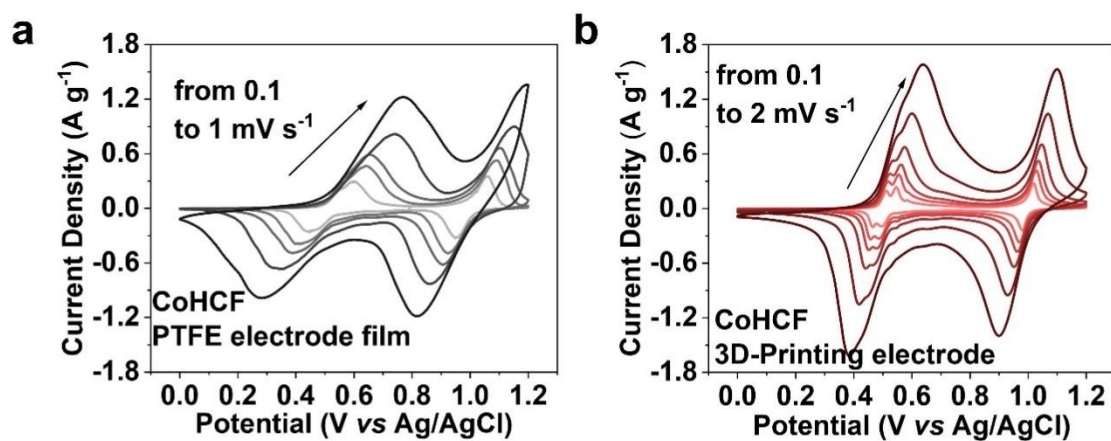 a
1.8
1.2
0.6
0.0
-0.6
-1.2
-1.8
Current Density (A g⁻¹)
from 0.1
to 1 mV s⁻¹
CoHCF
PTFE electrode film
0.0 0.2 0.4 0.6 0.8 1.0 1.2
Potential (V vs Ag/AgCl)
b
1.8
1.2
0.6
0.0
-0.6
-1.2
-1.8
Current Density (A g⁻¹)
from 0.1
to 2 mV s⁻¹
CoHCF
3D-Printing electrode
0.0 0.2 0.4 0.6 0.8 1.0 1.2
Potential (V vs Ag/AgCl)